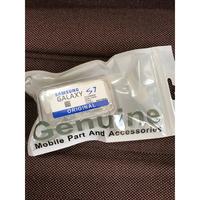 SAMSUNG
GALAXY S7
ORIGINAL
Genuine
Mobile Part And Accessories